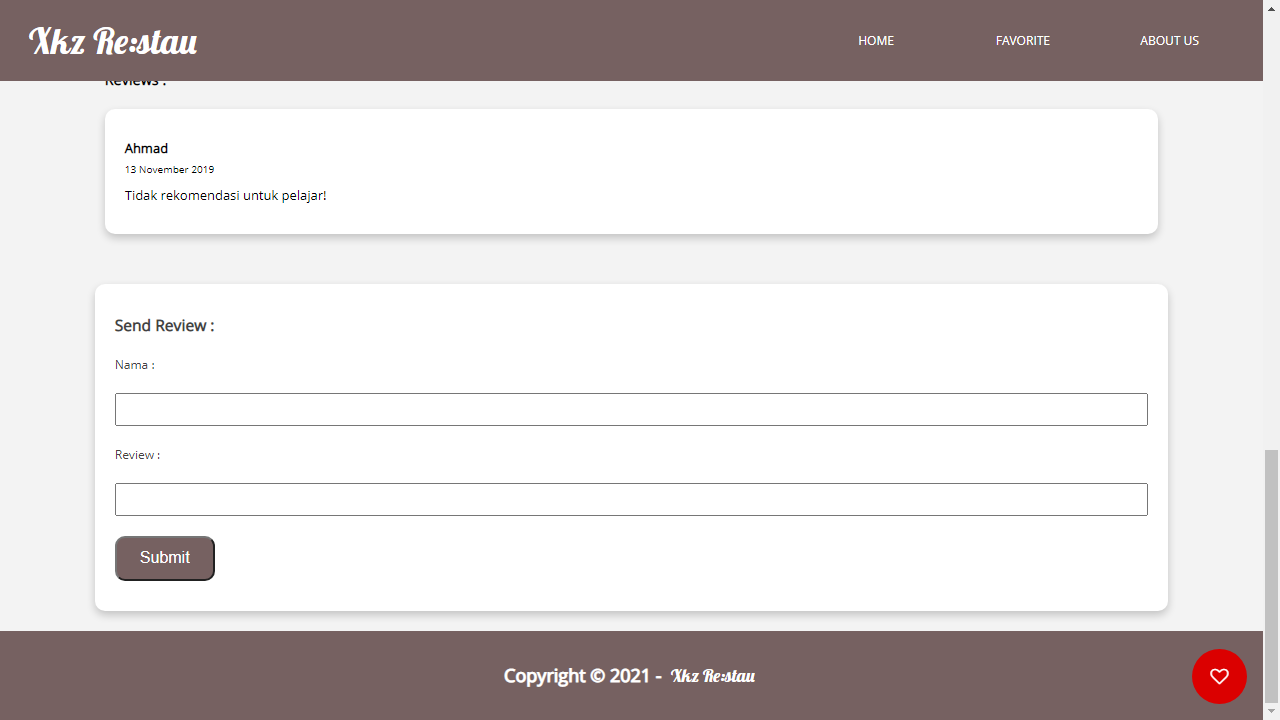 Xkz Re:stau
HOME
FAVORITE
ABOUT US
Reviews :
Ahmad
13 November 2019
Tidak rekomendasi untuk pelajar!
Send Review :
Nama :
Review :
Submit
Copyright © 2021 - Xkz Re:stau